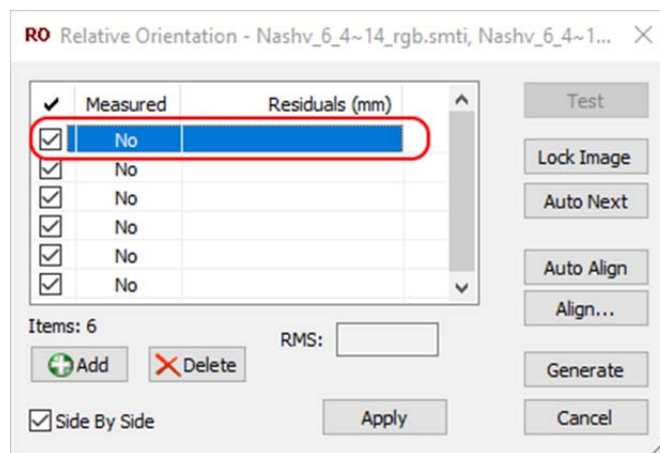 RO Relative Orientation - Nashv_6_4~14_rgb.smti, Nashv_6_4~1...
Measured Residuals (mm)
No
No
No
No
No
No
Test
Lock Image
Auto Next
Auto Align
Align...
Items: 6
RMS:
Add Delete
Generate
Side By Side
Apply
Cancel